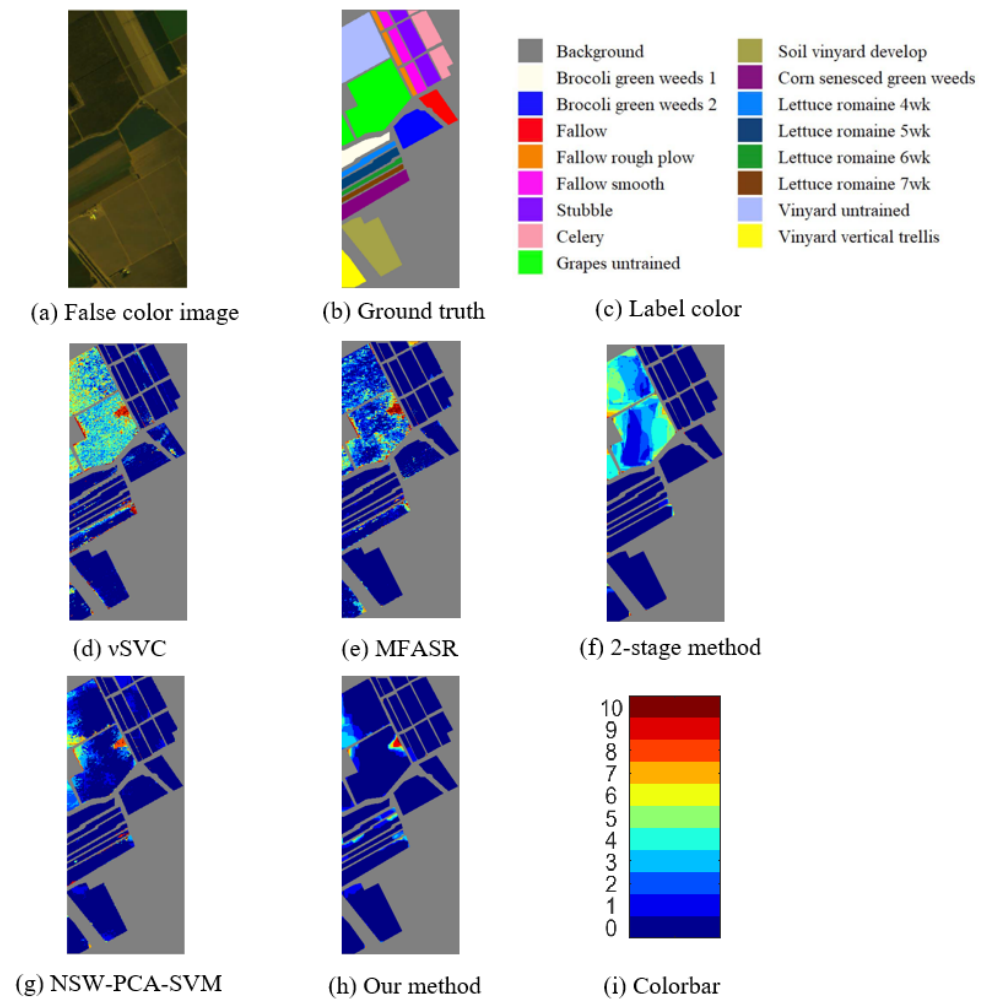 Background
Brocoli green weeds 1
Brocoli green weeds 2
Fallow
Fallow rough plow
Fallow smooth
Stubble
Celery
Grapes untrained
Soil vinyard develop
Corn senesced green weeds
Lettuce romaine 4wk
Lettuce romaine 5wk
Lettuce romaine 6wk
Lettuce romaine 7wk
Vinyard untrained
Vinyard vertical trellis
(a) False color image
(b) Ground truth
(c) Label color
(d) νSVC
(e) MFASR
(f) 2-stage method
10
9
8
7
6
5
4
3
2
1
0
(g) NSW-PCA-SVM
(h) Our method
(i) Colorbar